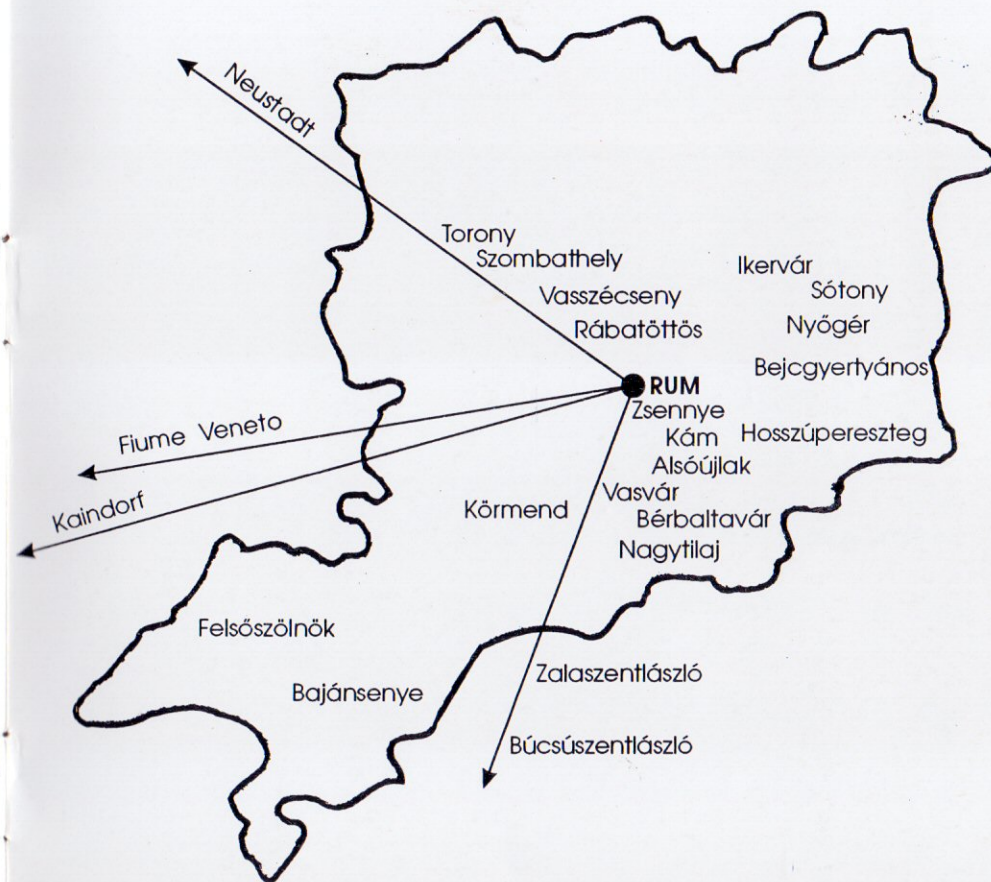 Neustadt
Torony
Szombathely
Ikervár
Sótony
Vasszécseny
Rábatöttös
Nyőgér
Bejcgyertyános
RUM
Zsennye
Fiume Veneto
Kám
Hosszúpereszteg
Alsóújlak
Kaindorf
Vasvár
Körmend
Bérbaltavár
Nagytilaj
Felsőszölnök
Zalaszentlászló
Bajánsenye
Búcsúszentlászló